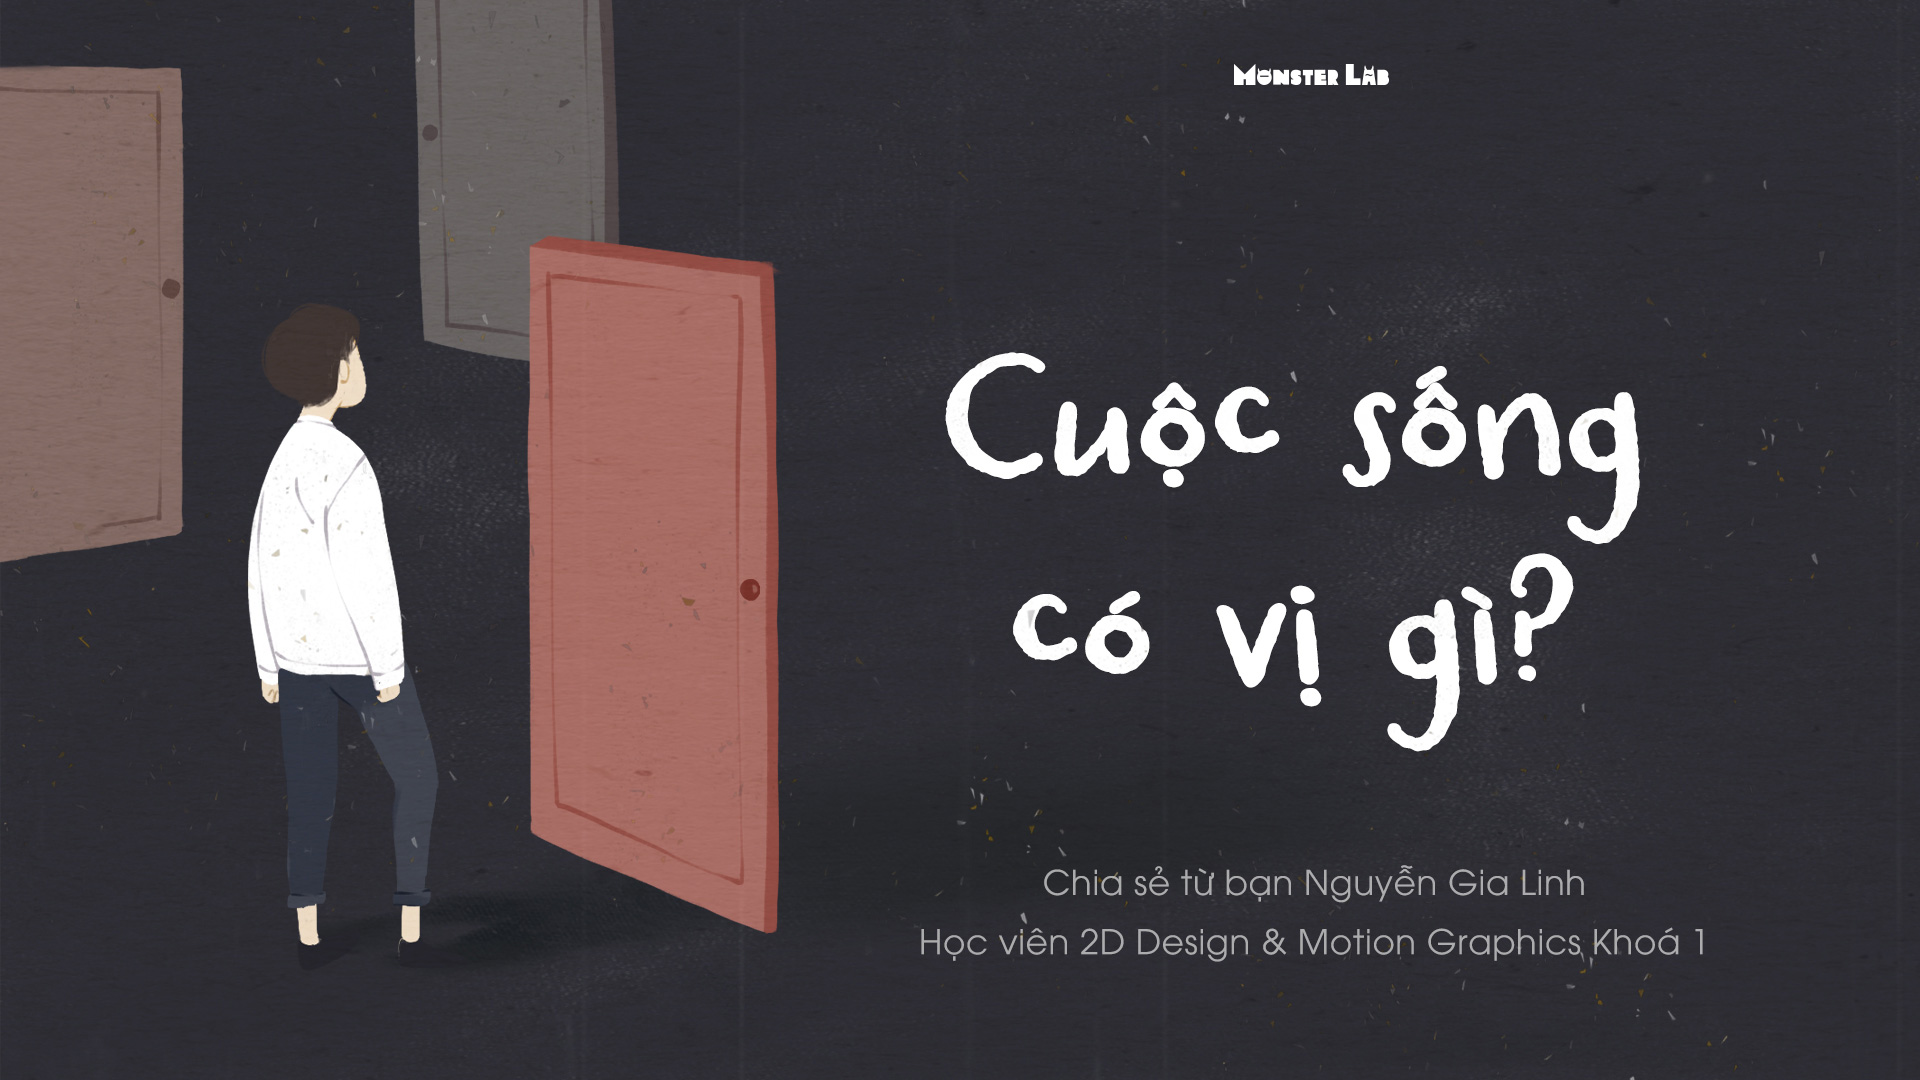 MONSTER LAB
Cuộc sống
có vị gì?
Chia sẻ từ bạn Nguyễn Gia Linh
Học viên 2D Design & Motion Graphics Khoá 1